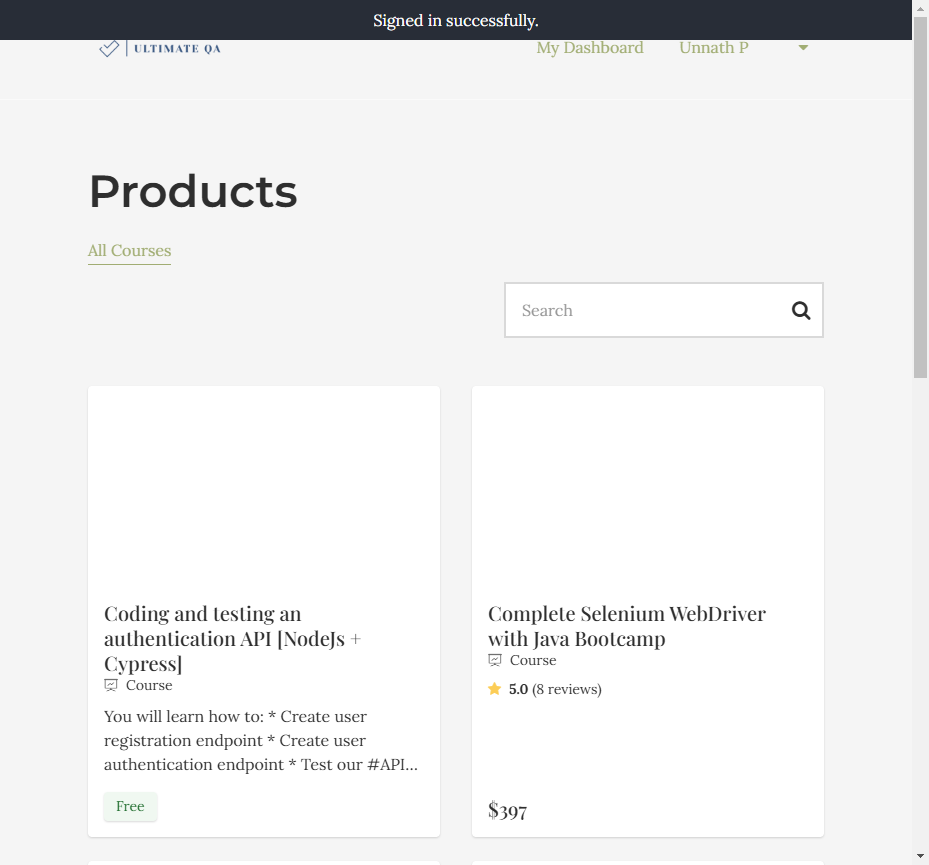 Signed in successfully.
ULTIMATE QA
My Dashboard
Unnath P
Products
All Courses
Search
Coding and testing an
authentication API [NodeJs +
Cypress]
Course
You will learn how to: * Create user
registration endpoint * Create user
authentication endpoint * Test our #API...
Free
Complete Selenium WebDriver
with Java Bootcamp
Course
5.0 (8 reviews)
$397